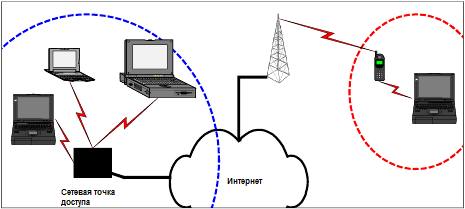 Интернет
Сетевая точка
доступа